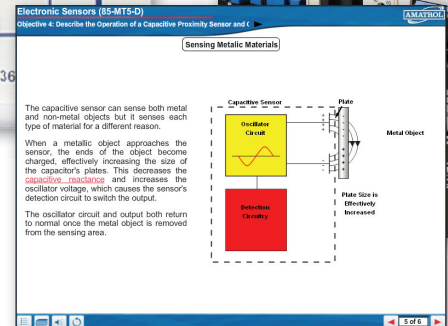 Electronic Sensors (85-MT5-D)
Objective 4: Describe the Operation of a Capacitive Proximity Sensor and
AMATROL
36
Sensing Metalic Materials
The capacitive sensor can sense both metal
and non-metal objects but it senses each
type of material for a different reason.
When a metallic object approaches the
sensor, the ends of the object become
charged, effectively increasing the size of
the capacitor's plates. This decreases the
capacitive reactance and increases the
oscillator voltage, which causes the sensor's
detection circuit to switch the output.
The oscillator circuit and output both return
to normal once the metal object is removed
from the sensing area.
Capacitive Sensor
Plate
Oscillator
Circuit
Metal Object
Detection
Circuitry
Plate Size is
Effectively
Increased
5 of 6